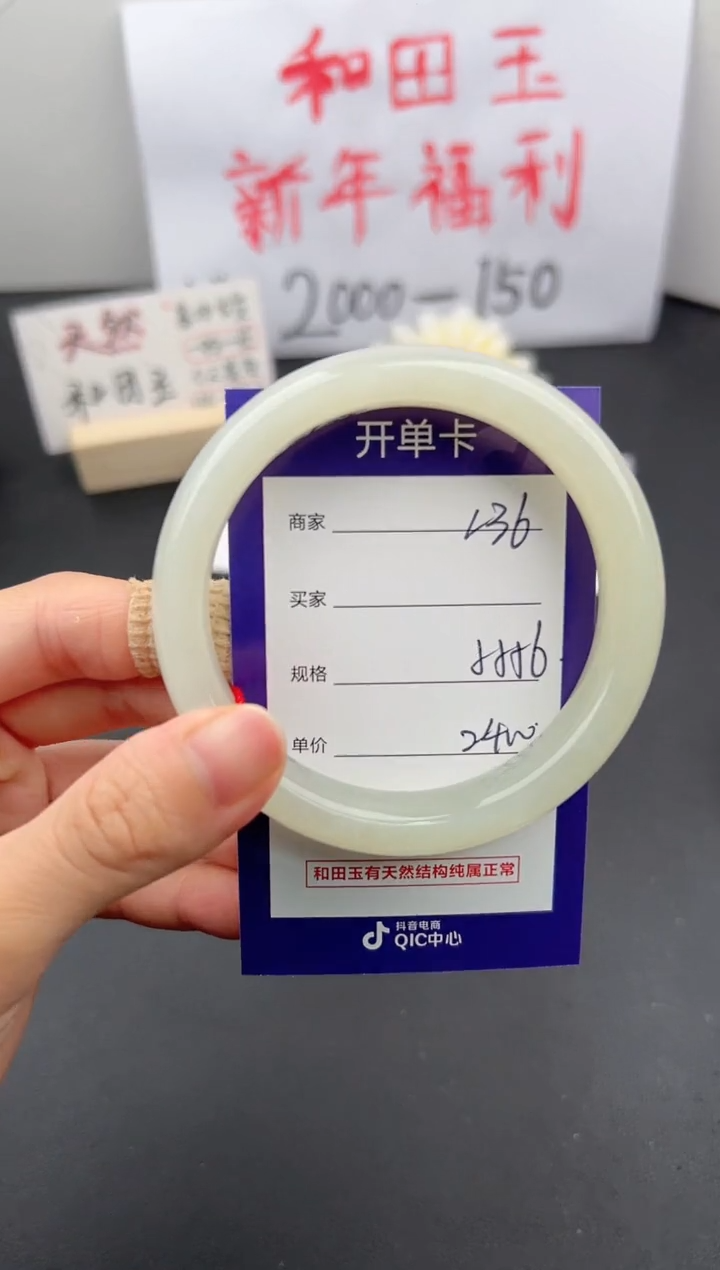 和田玉
新年福利
2000-150
天然
和田玉
开单卡
商家 136
买家
规格
单价
和田玉有天然结构纯属正常
抖音电商
QIC中心